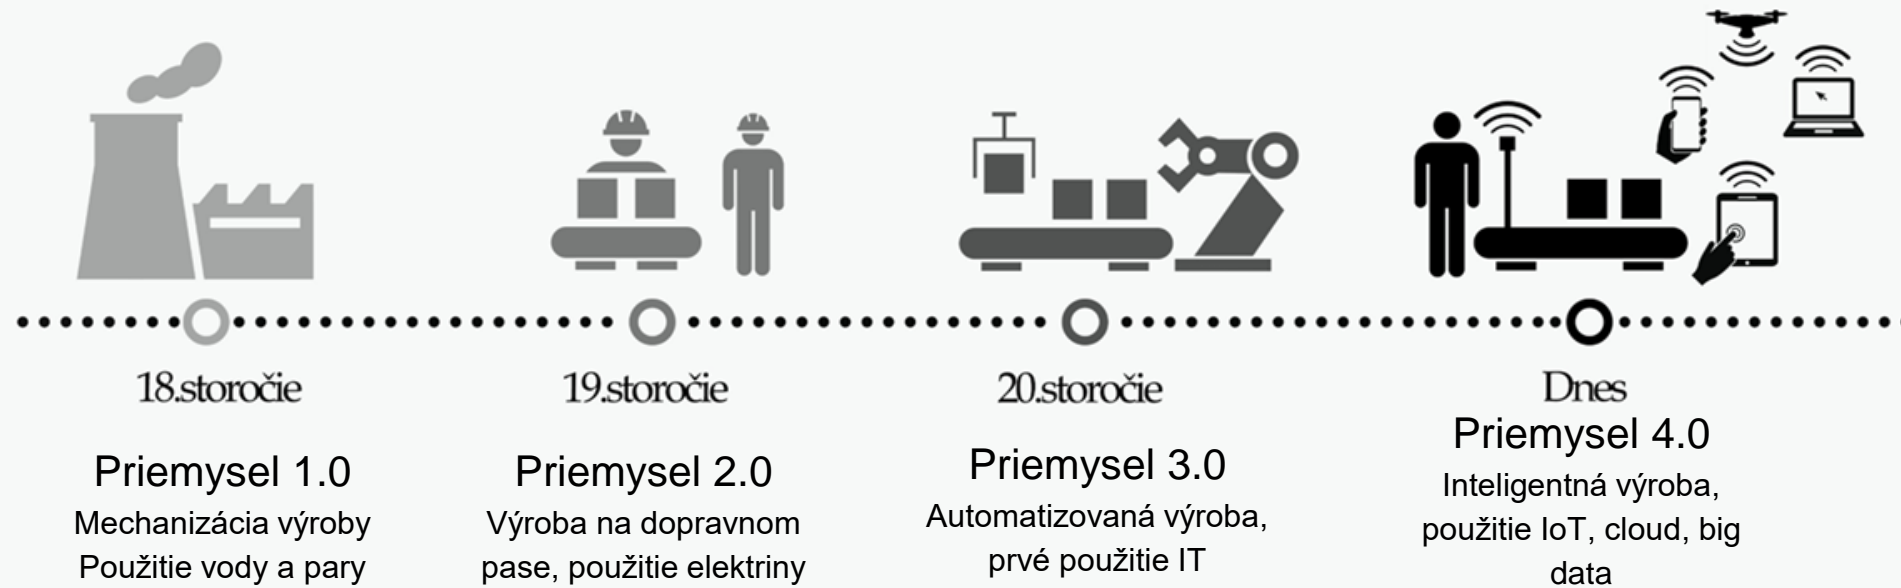 18.storočie
Priemysel 1.0
Mechanizácia výroby
Použitie vody a pary
19.storočie
Priemysel 2.0
Výroba na dopravnom
pase, použitie elektriny
20.storočie
Priemysel 3.0
Automatizovaná výroba,
prvé použitie IT
Dnes
Priemysel 4.0
Inteligentná výroba,
použitie IoT, cloud, big
data